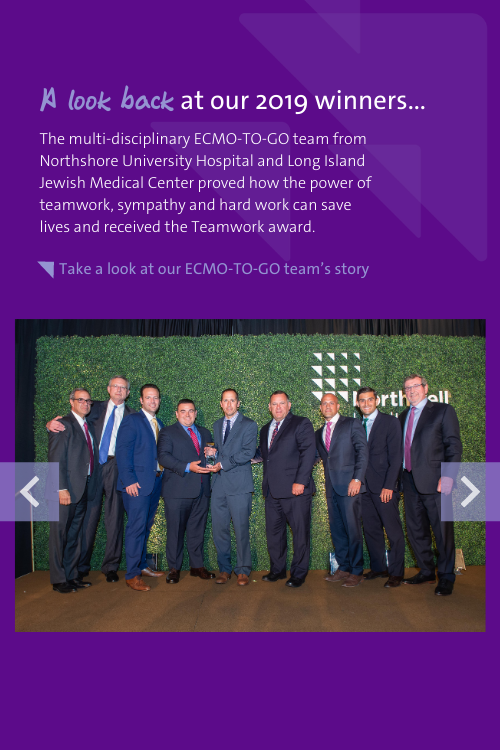 A look back at our 2019 winners...
The multi-disciplinary ECMO-TO-GO team from
Northshore University Hospital and Long Island
Jewish Medical Center proved how the power of
teamwork, sympathy and hard work can save
lives and received the Teamwork award.
Take a look at our ECMO-TO-GO team's story